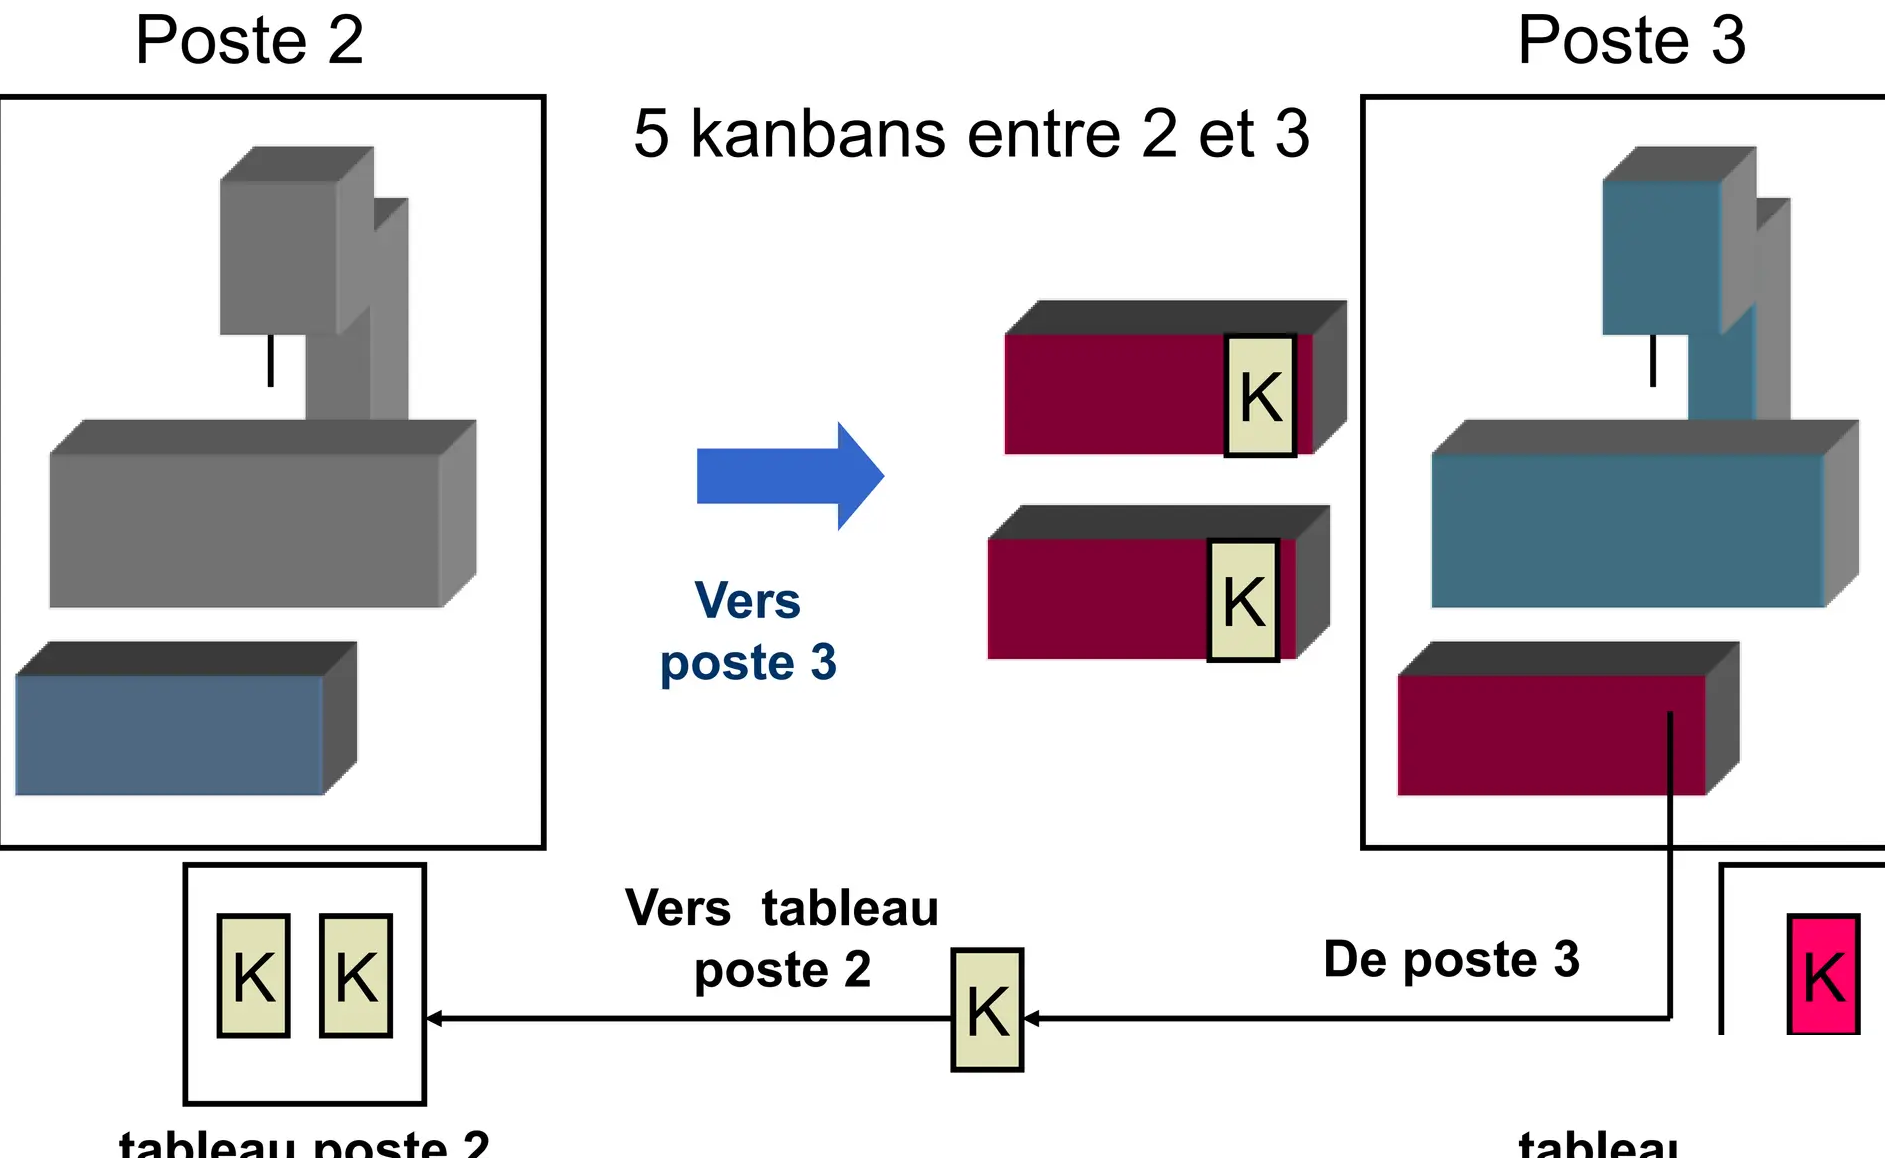 Poste 2
Poste 3
5 kanbans entre 2 et 3
K
K
Vers
poste 3
Vers tableau
poste 2
De poste 3
K
K
K
K
tableau poste 2
tableau